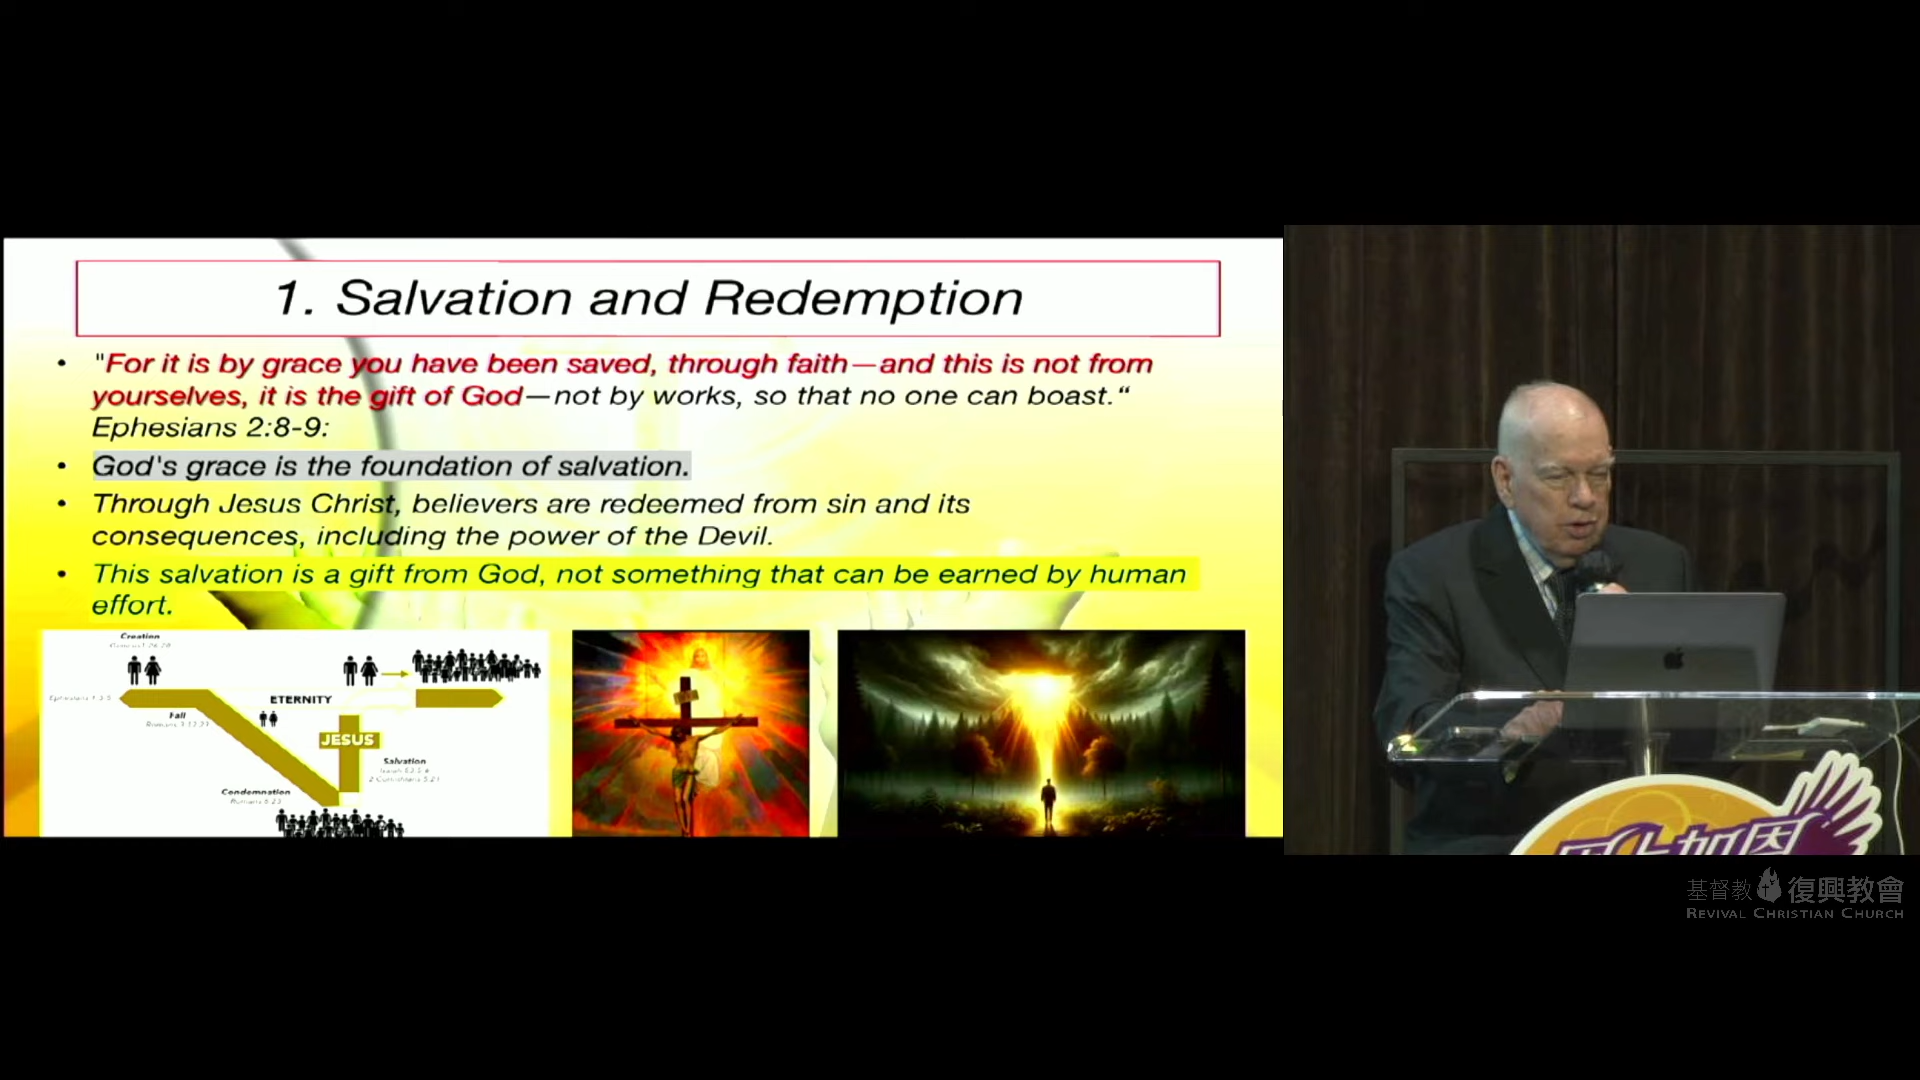 1. Salvation and Redemption
• "For it is by grace you have been saved, through faith—and this is not from
yourselves, it is the gift of God—not by works, so that no one can boast.“
Ephesians 2:8-9:
• God's grace is the foundation of salvation.
• Through Jesus Christ, believers are redeemed from sin and its
consequences, including the power of the Devil.
• This salvation is a gift from God, not something that can be earned by human
effort.
Creation
ETERNITY
Fall
JESUS
Salvation
Condemnation
基督教 復興教會
REVIVAL CHRISTIAN CHURCH